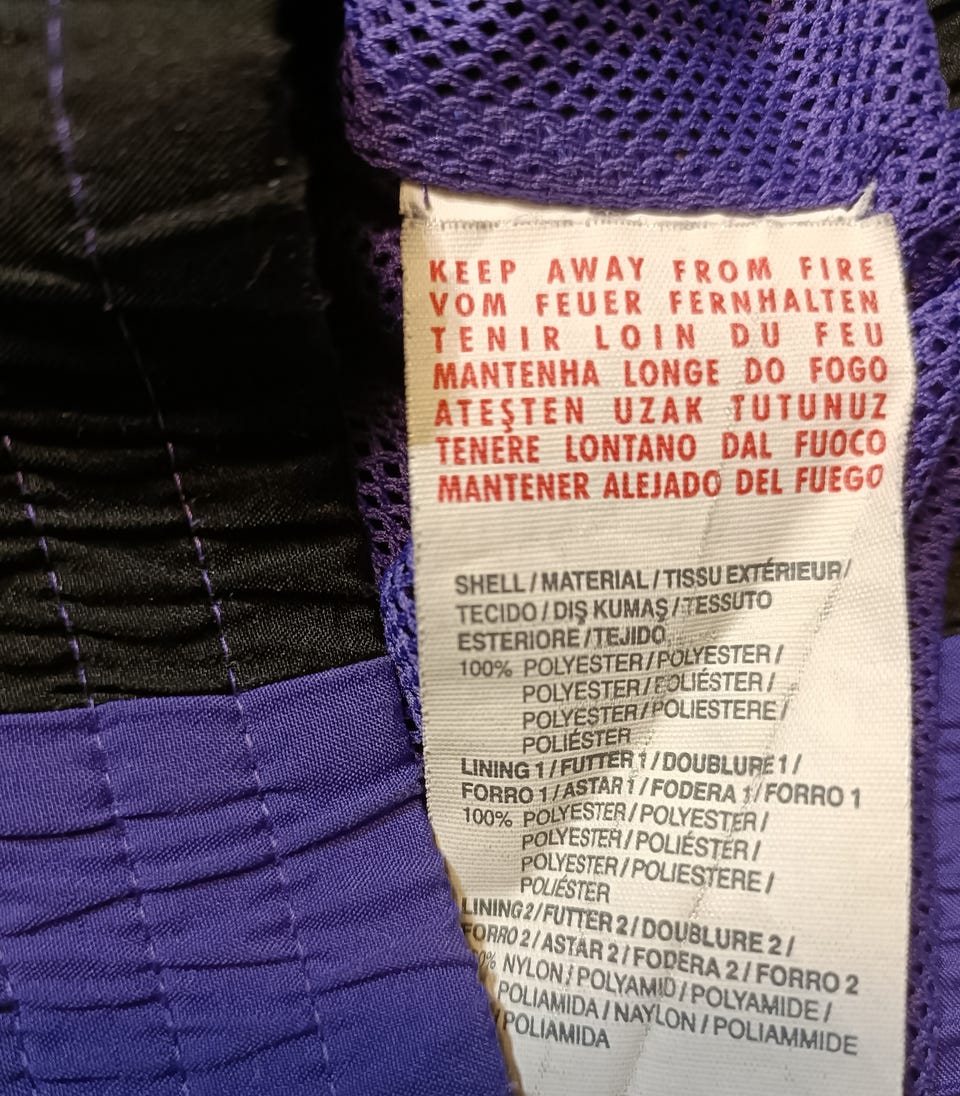 KEEP AWAY FROM FIRE
VOM FEUER FERNHALTEN
TENIR LOIN DU FEU
MANTENHA LONGE DO FOGO
ATEŞTEN UZAK TUTUNUZ
TENERE LONTANO DAL FUOCO
MANTENER ALEJADO DEL FUEGO
SHELL / MATERIAL / TISSU EXTÉRIEUR /
TECIDO / DIŞ KUMAŞ / TESSUTO
ESTERIORE / TEJIDO
100% POLYESTER / POLYESTER /
POLYESTER / POLIÉSTER /
POLYESTER / POLIESTERE /
POLIÉSTER
LINING 1 / FUTTER 1 / DOUBLURE 1 /
FORRO 1 / ASTAR 1 / FODERA 1 / FORRO 1
100% POLYESTER / POLYESTER /
POLYESTER / POLIÉSTER /
POLYESTER / POLIESTERE /
POLIÉSTER
LINING 2 / FUTTER 2 / DOUBLURE 2 /
FORRO 2 / ASTAR 2 / FODERA 2 / FORRO 2
NYLON / POLYAMID / POLYAMIDE /
POLIAMIDA / NAYLON / POLIAMMIDE
/ POLIAMIDA